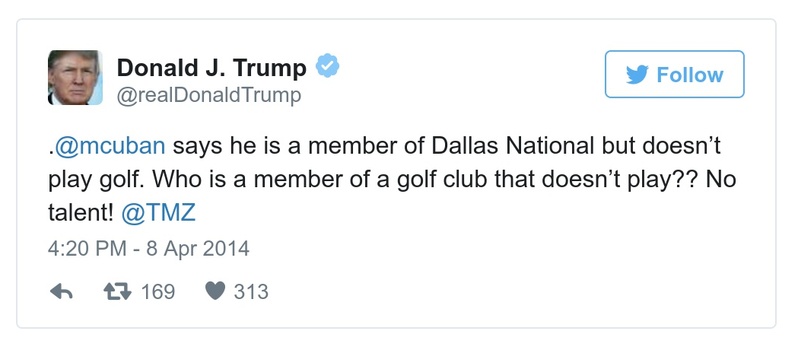 Donald J. Trump
@realDonaldTrump
Follow
.@mcuban says he is a member of Dallas National but doesn’t
play golf. Who is a member of a golf club that doesn’t play?? No
talent! @TMZ
4:20 PM - 8 Apr 2014
169
313